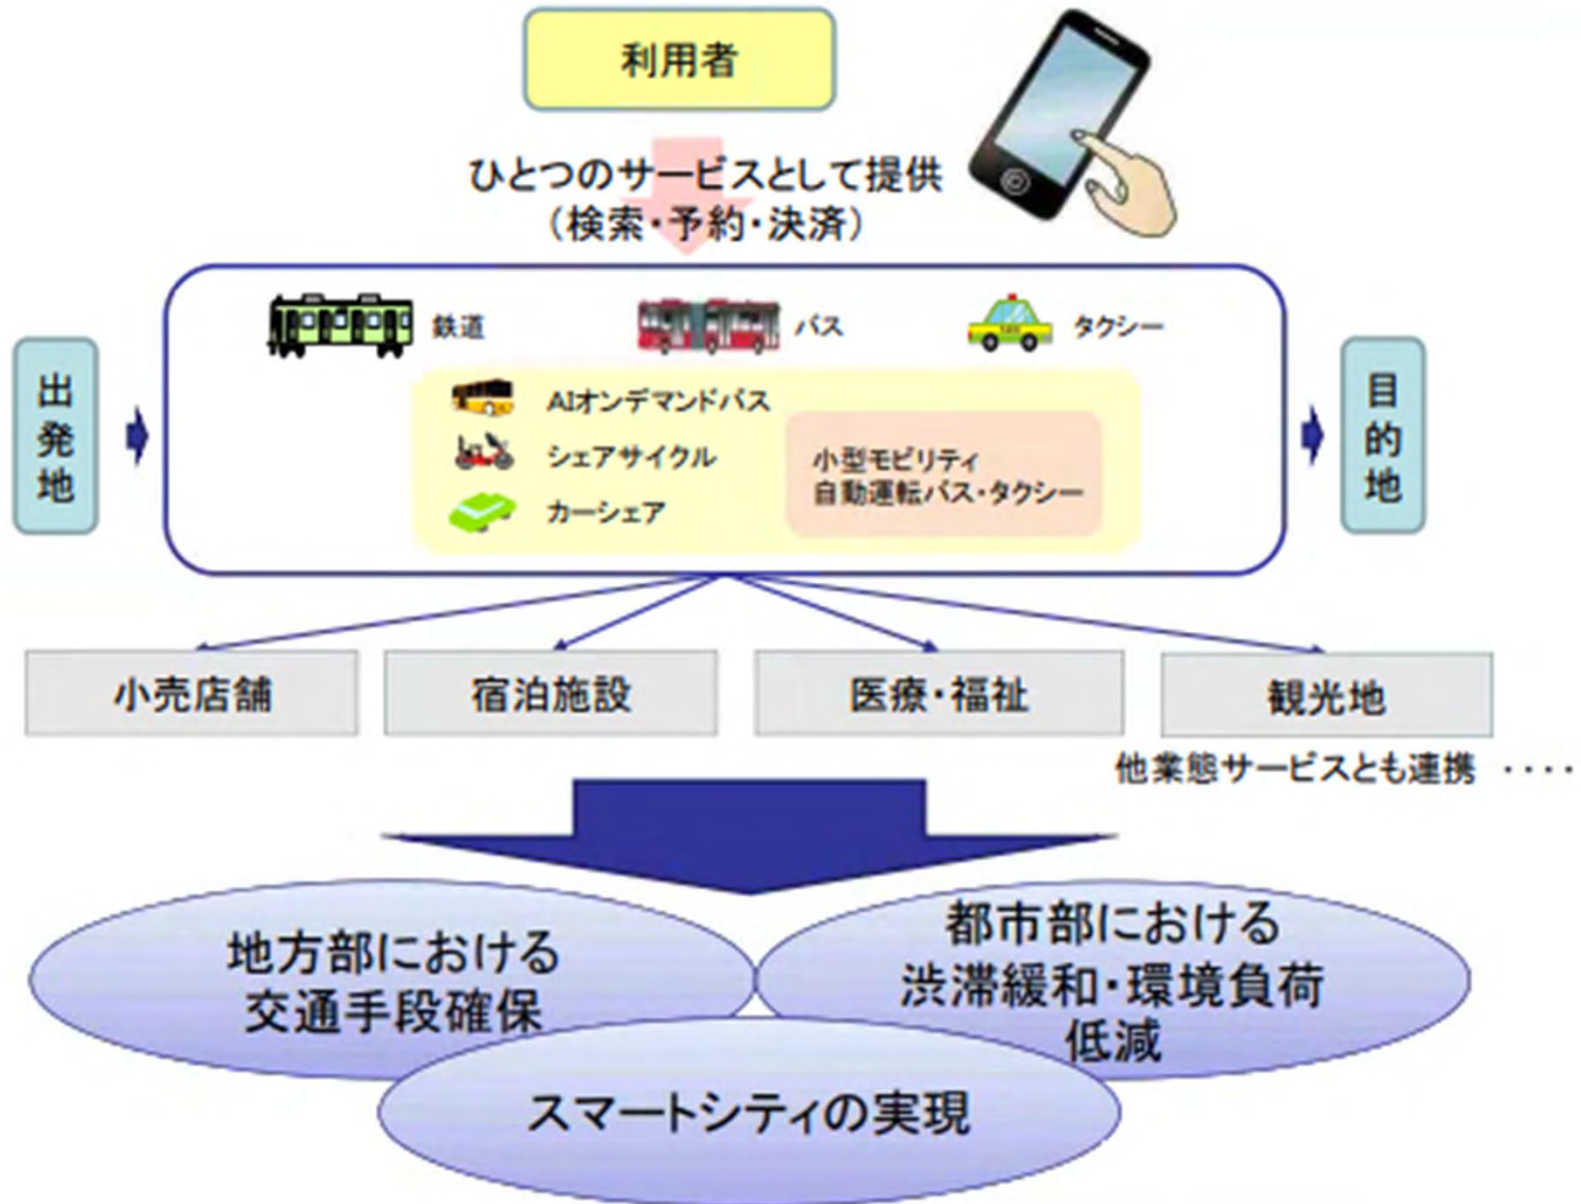 利用者
ひとつのサービスとして提供
（検索・予約・決済）
鉄道
バス
タクシー
出発地
AIオンデマンドバス
シェアサイクル
カーシェア
小型モビリティ
自動運転バス・タクシー
目的地
小売店舗
宿泊施設
医療・福祉
観光地
他業態サービスとも連携 ‥‥
地方部における
交通手段確保
都市部における
渋滞緩和・環境負荷
低減
スマートシティの実現